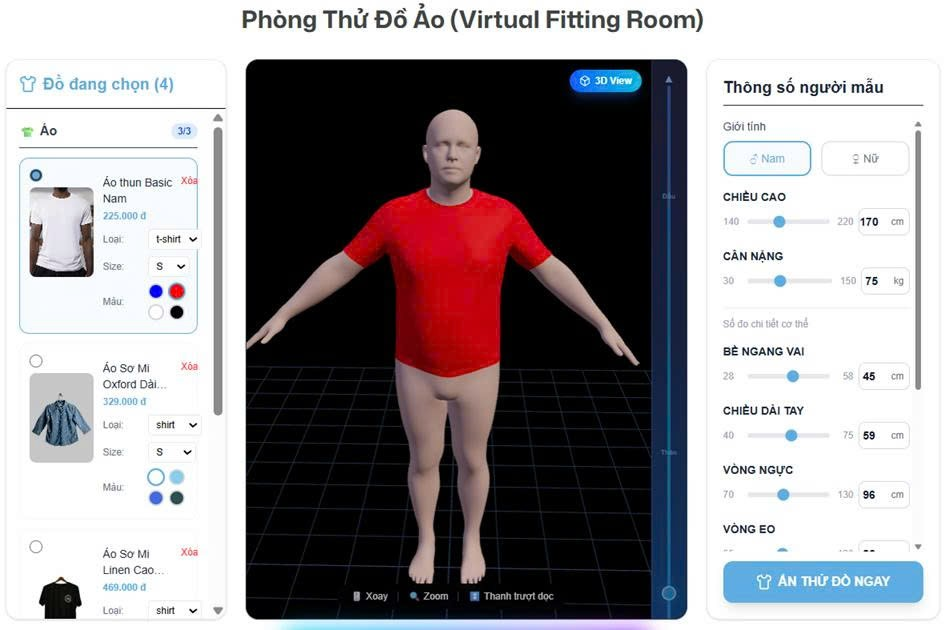 Phòng Thử Đồ Ảo (Virtual Fitting Room)
Đồ đang chọn (4)
Áo
3/3
Áo thun Basic Nam
Xóa
225.000 đ
Loại:
t-shirt
Size:
S
Màu:
Áo Sơ Mi
Oxford Dài...
Xóa
329.000 đ
Loại:
shirt
Size:
S
Màu:
Áo Sơ Mi
Linen Cao...
Xóa
469.000 đ
Loại:
shirt
3D View
Đầu
Thân
Xoay
Zoom
Thanh trượt dọc
Thông số người mẫu
Giới tính
Nam
Nữ
CHIỀU CAO
140 220 170 cm
CÂN NẶNG
30 150 75 kg
Số đo chi tiết cơ thể
BỀ NGANG VAI
28 58 45 cm
CHIỀU DÀI TAY
40 75 59 cm
VÒNG NGỰC
70 130 96 cm
VÒNG EO
ẤN THỬ ĐỒ NGAY